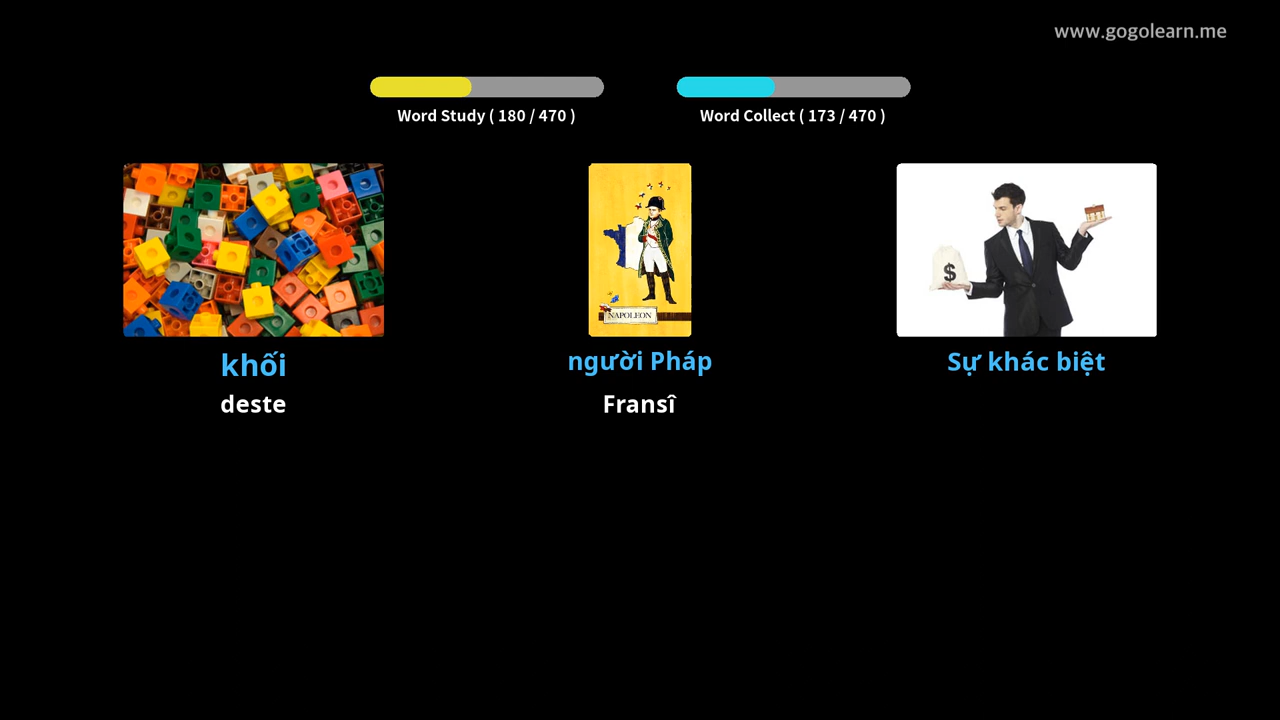 www.gogolearn.me
Word Study ( 180 / 470 )
Word Collect ( 173 / 470 )
NAPOLEON
$
khối
người Pháp
Sự khác biệt
deste
Fransî